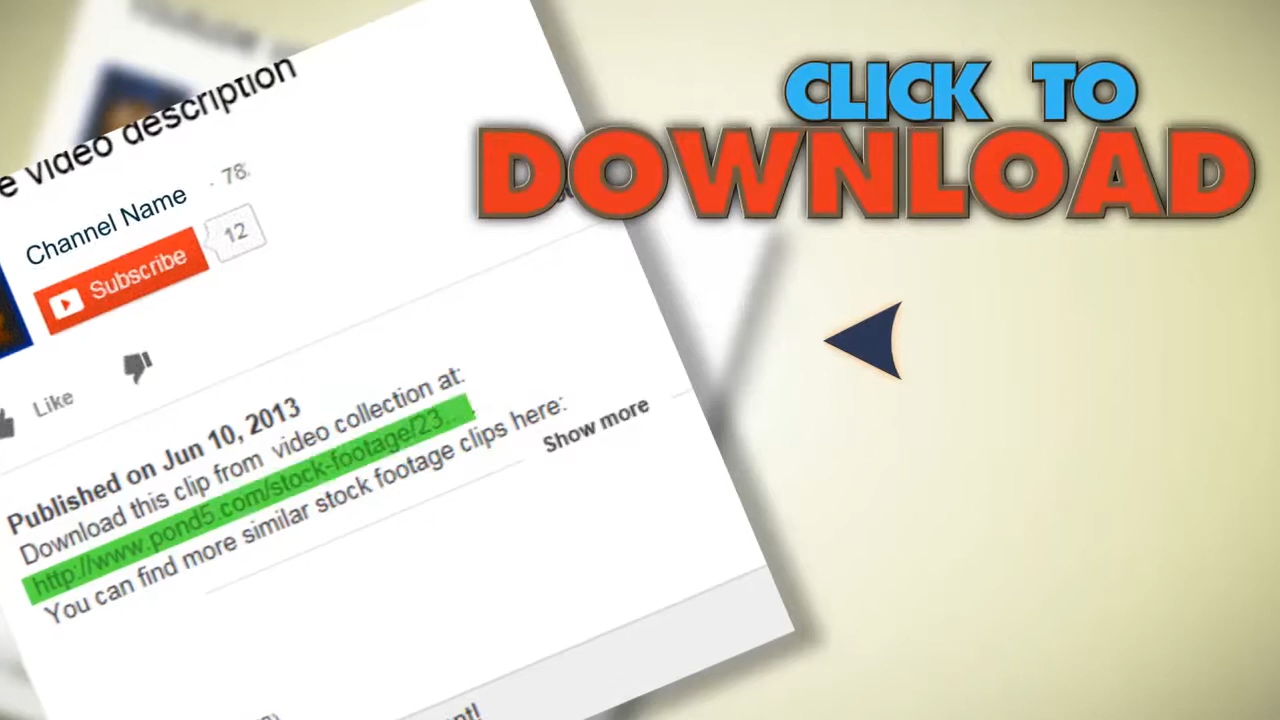 CLICK TO
DOWNLOAD
e video description
Channel Name
78
Subscribe
12
Like
Published on Jun 10, 2013
Download this clip from video collection at:
http://www.pond5.com/stock-footage/23...
You can find more similar stock footage clips here:
Show more